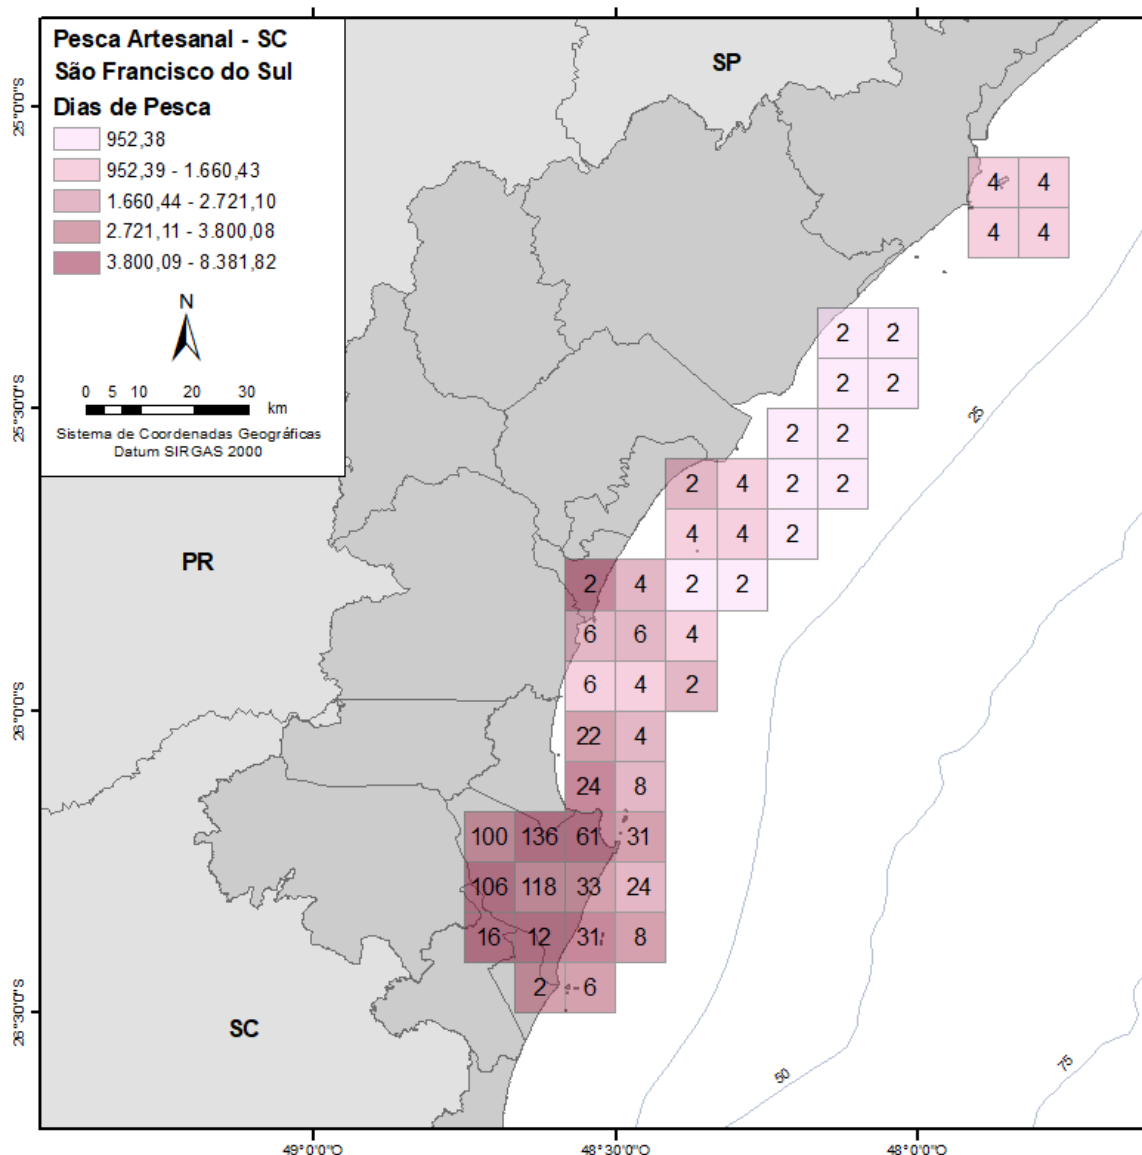 Pesca Artesanal - SC
São Francisco do Sul
Dias de Pesca
952,38
952,39 - 1.660,43
1.660,44 - 2.721,10
2.721,11 - 3.800,08
3.800,09 - 8.381,82
N
0 5 10 20 30
km
Sistema de Coordenadas Geográficas
Datum SIRGAS 2000
SP
PR
SC
25°0'0"S
25°30'0"S
26°0'0"S
26°30'0"S
4 4
4 4
2 2
2 2
2 2
2 4 2 2
4 4 2
2 4 2 2
6 6 4
6 4 2
22 4
24 8
100 136 61 31
106 118 33 24
16 12 31 8
2 6
25
50
75
49°0'0"O
48°30'0"O
48°0'0"O